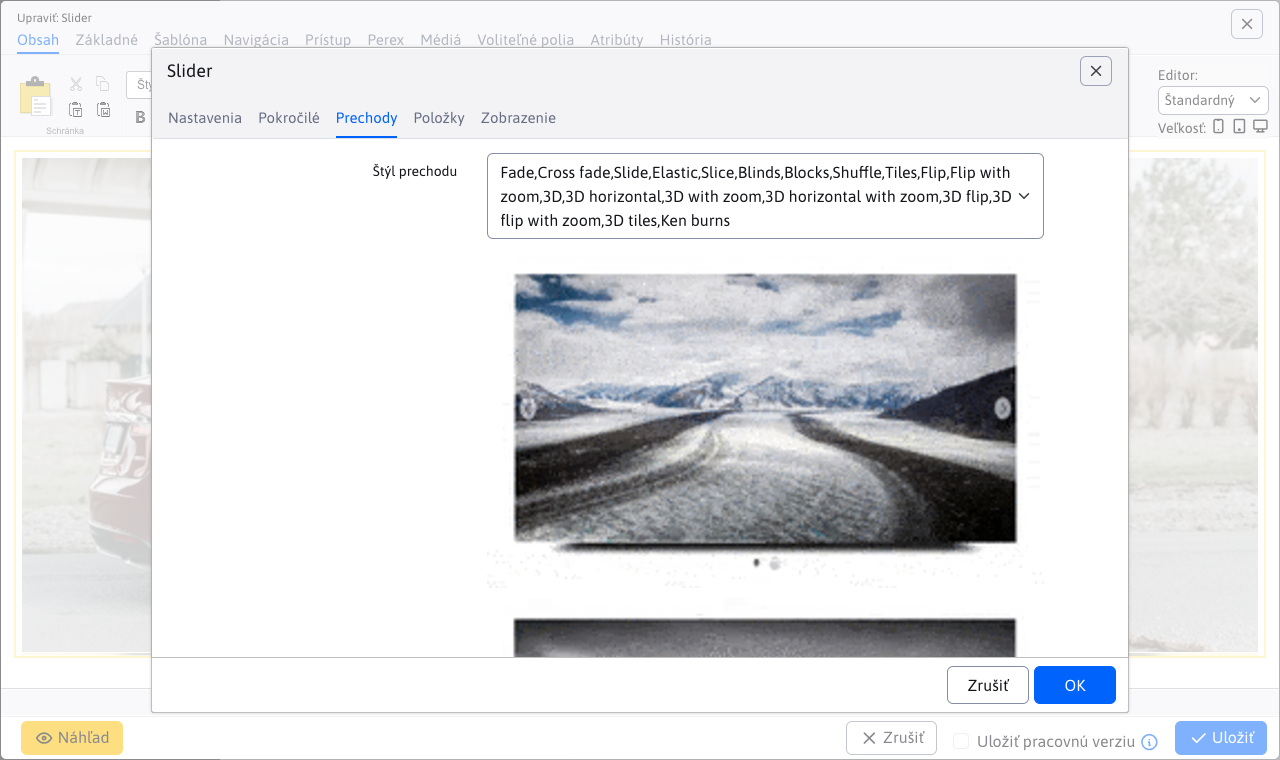 Upraviť: Slider
Obsah Základné Šablóna Navigácia Prístup Perex Médiá Voliteľné polia Atribúty História
Slider
Nastavenia Pokročilé Prechody Položky Zobrazenie
Schránka
B
Editor:
Štandardný
Veľkosť:
Štýl prechodu
Fade,Cross fade,Slide,Elastic,Slice,Blinds,Blocks,Shuffle,Tiles,Flip,Flip with
zoom,3D,3D horizontal,3D with zoom,3D horizontal with zoom,3D flip,3D
flip with zoom,3D tiles,Ken burns
Zrušiť OK
Náhľad
Zrušiť
Uložiť pracovnú verziu
Uložiť